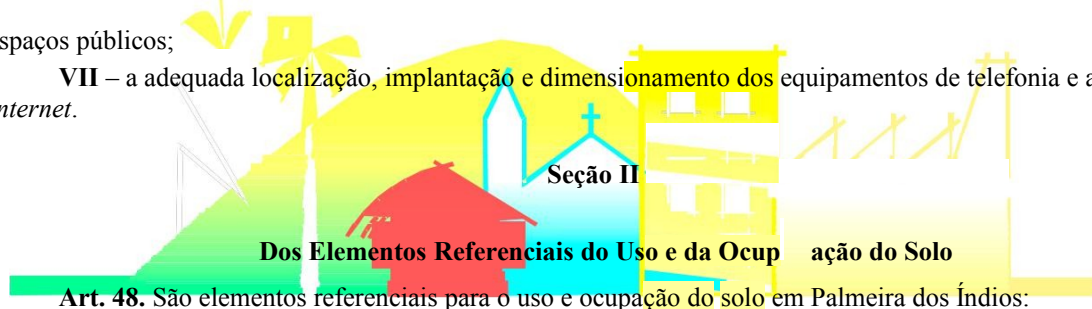 spaços públicos;
VII – a adequada localização, implantação e dimensionamento dos equipamentos de telefonia e a
nternet.
Seção II
Dos Elementos Referenciais do Uso e da Ocup ação do Solo
Art. 48. São elementos referenciais para o uso e ocupação do solo em Palmeira dos Índios: